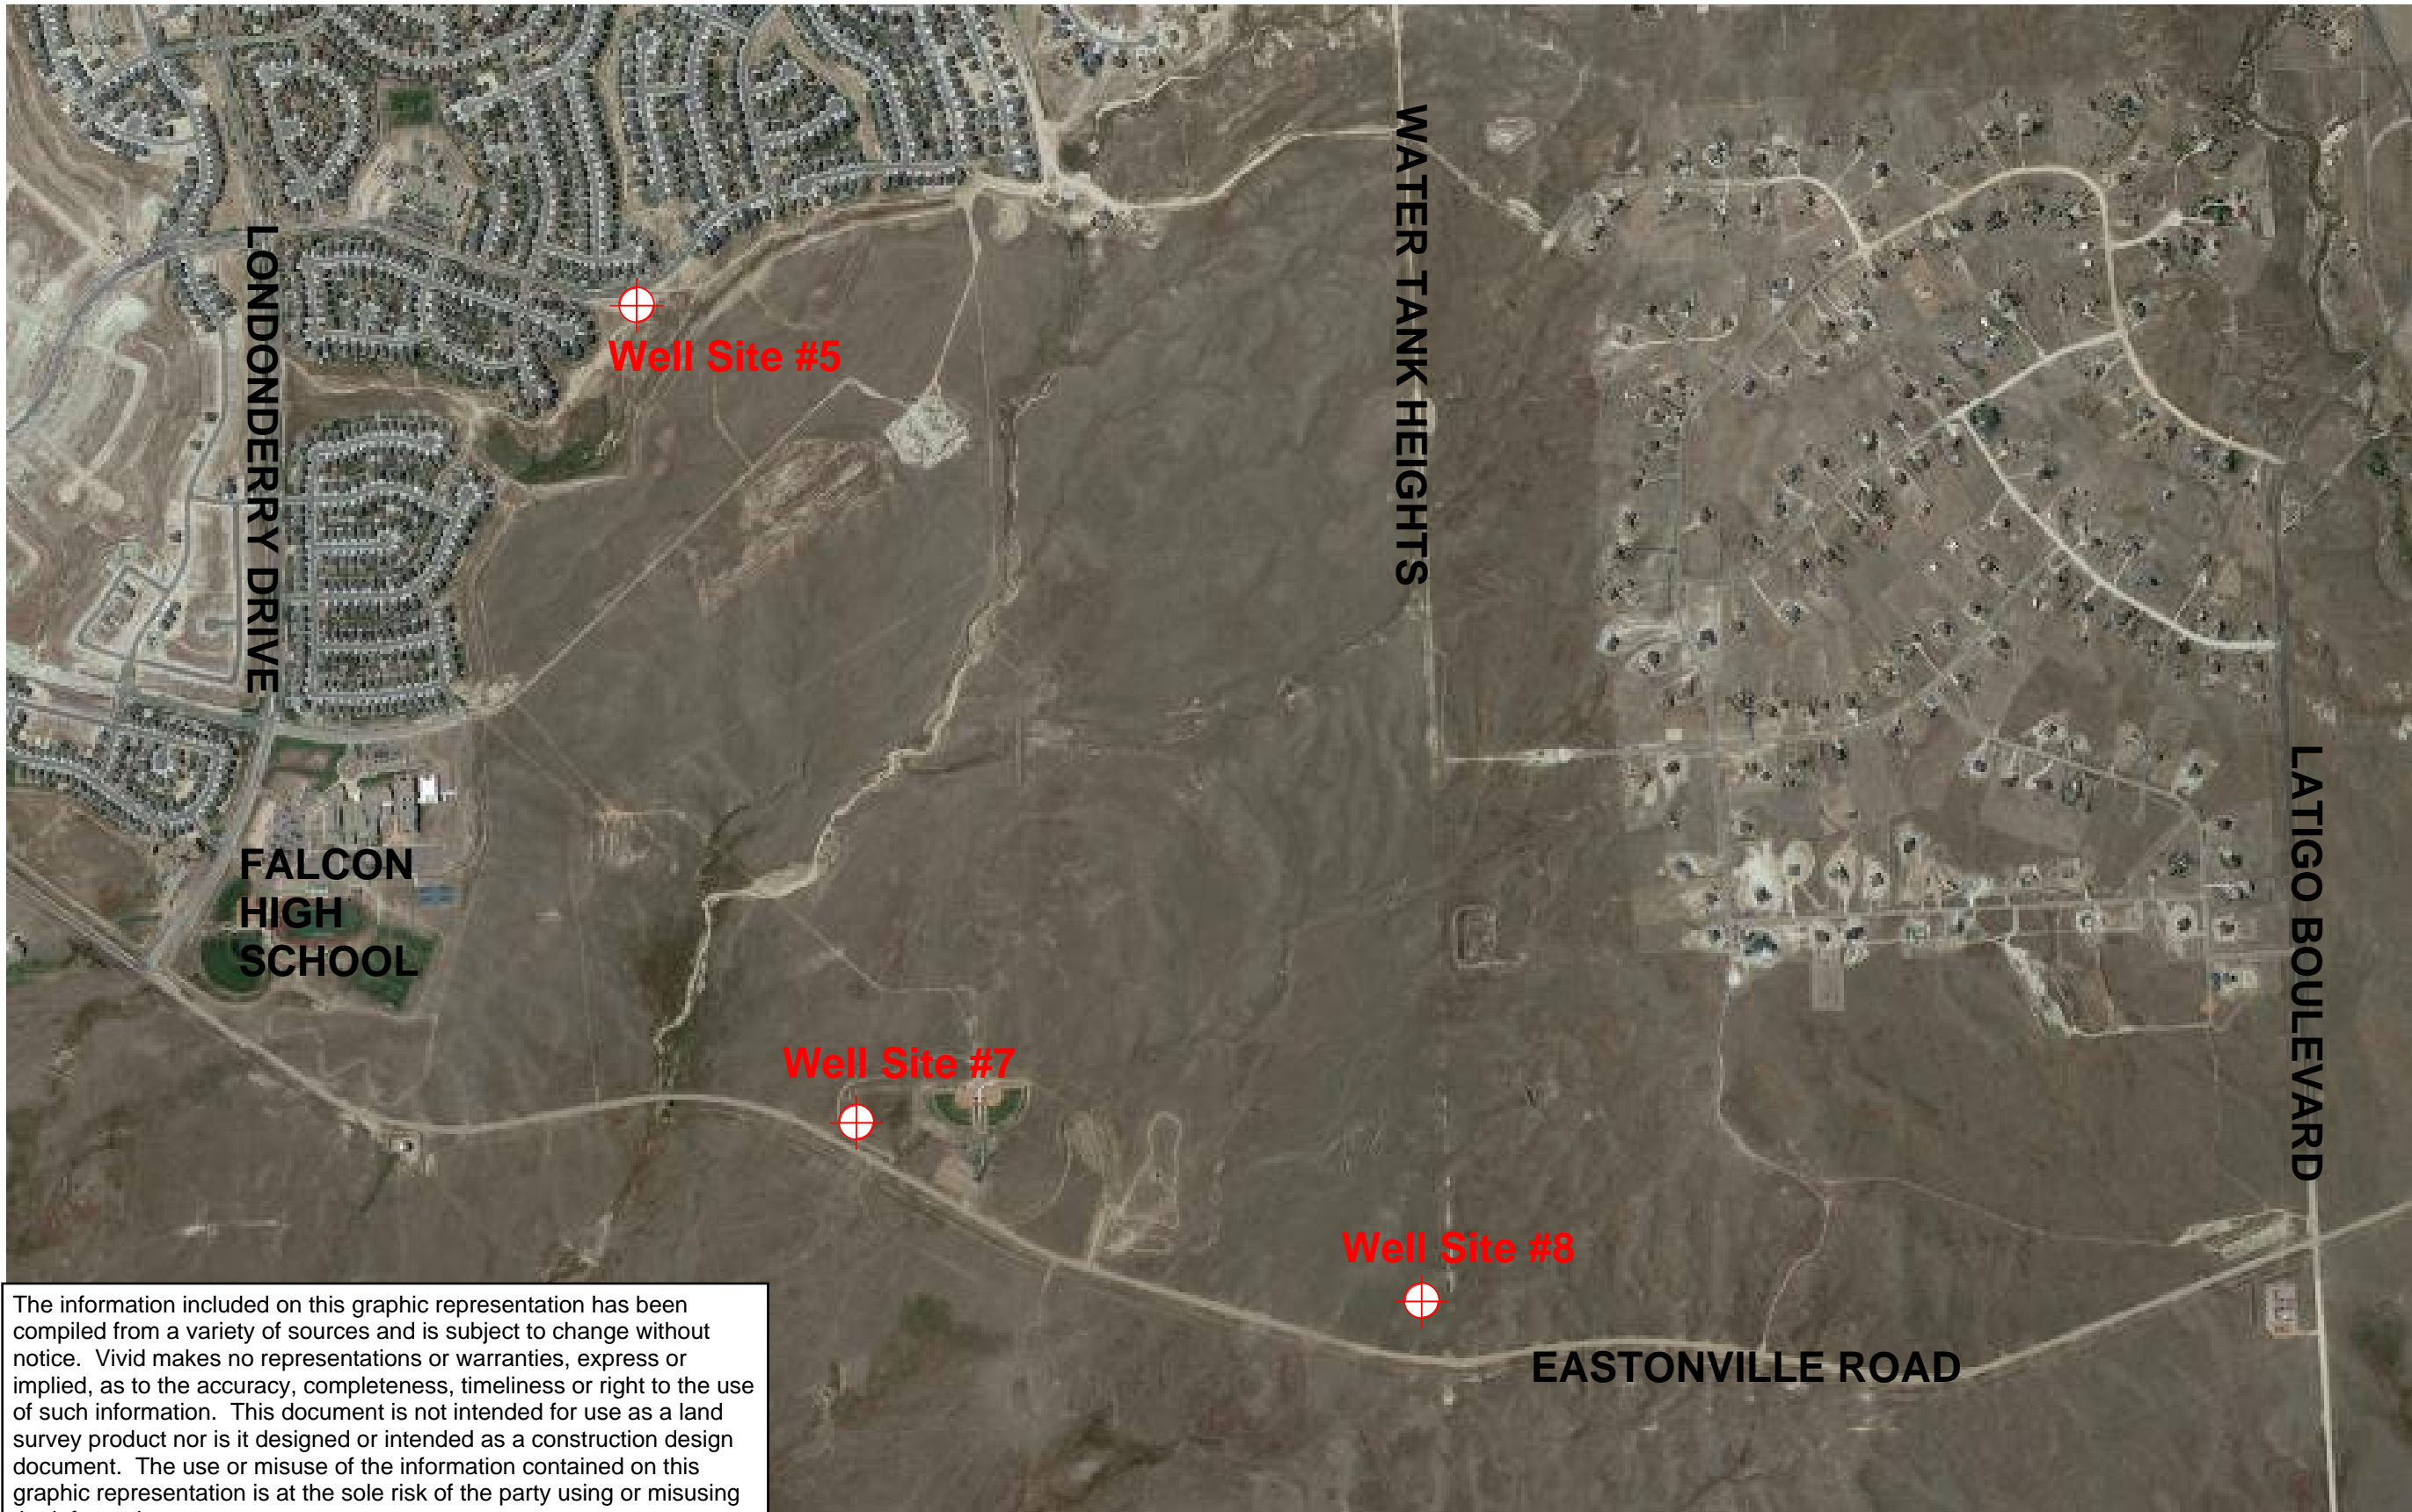 WATER TANK HEIGHTS
LONDONDERRY DRIVE
Well Site #5
LATIGO BOULEVARD
FALCON
HIGH
SCHOOL
Well Site #7
Well Site #8
EASTONVILLE ROAD
The information included on this graphic representation has been
compiled from a variety of sources and is subject to change without
notice.  Vivid makes no representations or warranties, express or
implied, as to the accuracy, completeness, timeliness or right to the use
of such information.  This document is not intended for use as a land
survey product nor is it designed or intended as a construction design
document.  The use or misuse of the information contained on this
graphic representation is at the sole risk of the party using or misusing